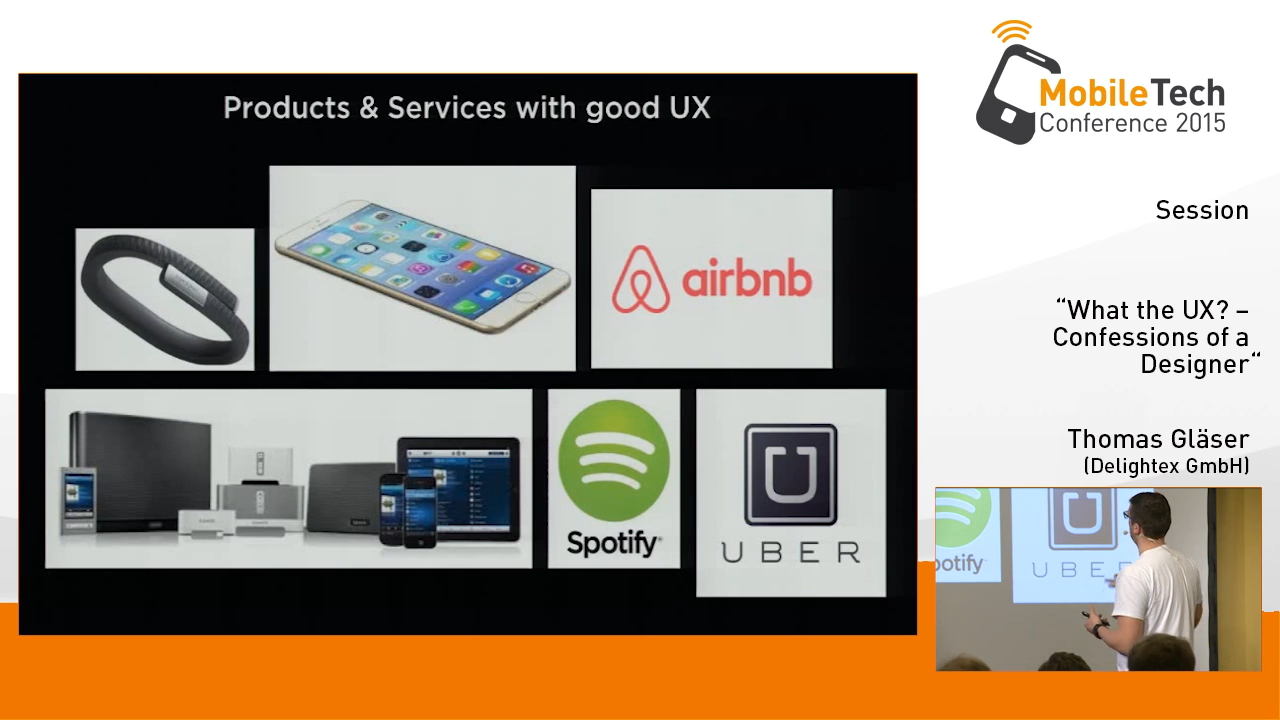 Products & Services with good UX
airbnb
Spotify
UBER
MobileTech
Conference 2015
Session
“What the UX? –
Confessions of a
Designer“
Thomas Gläser
(Delightex GmbH)
potify
UBE